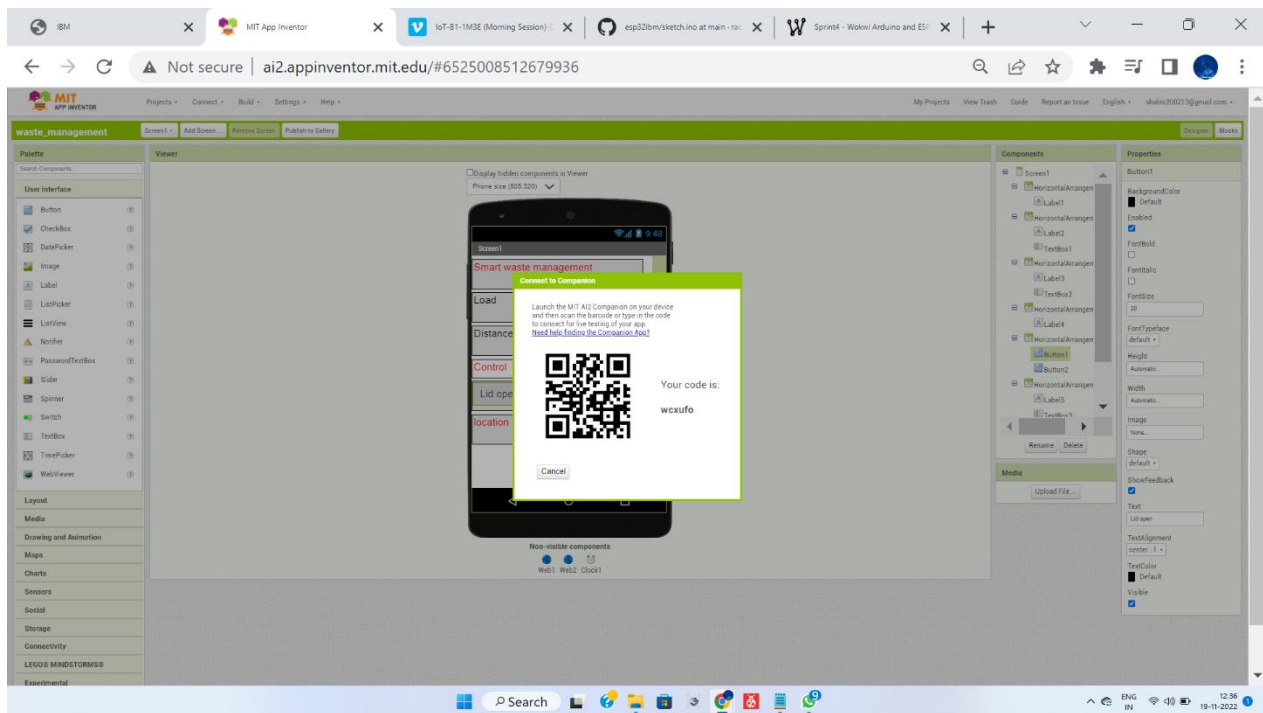 IBM
MIT App Inventor
IoT-B1-1M3E (Morning Session)-
esp32ibm/sketch.ino at main · ra
Sprint4 - Wokwi Arduino and ESP
Not secure | ai2.appinventor.mit.edu/#6525008512679936
MIT
APP INVENTOR
Projects
Connect
Build
Settings
Help
My Projects
View Trash
Guide
Report an Issue
English
shalini200213@gmail.com
waste_management
Screen1
Add Screen ...
Remove Screen
Publish to Gallery
Designer
Blocks
Palette
Search Components...
User Interface
Button
CheckBox
DatePicker
Image
Label
ListPicker
ListView
Notifier
PasswordTextBox
Slider
Spinner
Switch
TextBox
TimePicker
WebViewer
Layout
Media
Drawing and Animation
Maps
Charts
Sensors
Social
Storage
Connectivity
LEGO® MINDSTORMS®
Experimental
Viewer
Display hidden components in Viewer
Phone size (505,320)
9:48
Screen1
Smart waste management
Load
Distance
Control
Lid ope
location
Connect to Companion
Launch the MIT AI2 Companion on your device
and then scan the barcode or type in the code
to connect for live testing of your app.
Need help finding the Companion App?
Your code is:
wcxufo
Cancel
Non-visible components
Web1 Web2 Clock1
Components
Screen1
HorizontalArrangen
Label1
HorizontalArrangen
Label2
TextBox1
HorizontalArrangen
Label3
TextBox2
HorizontalArrangen
Label4
HorizontalArrangen
Button1
Button2
HorizontalArrangen
Label5
TextBox3
Rename
Delete
Media
Upload File ...
Properties
Button1
BackgroundColor
Default
Enabled
FontBold
FontItalic
FontSize
20
FontTypeface
default
Height
Automatic...
Width
Automatic...
Image
None...
Shape
default
ShowFeedback
Text
Lid open
TextAlignment
center : 1
TextColor
Default
Visible
Search
ENG
IN
12:36
19-11-2022